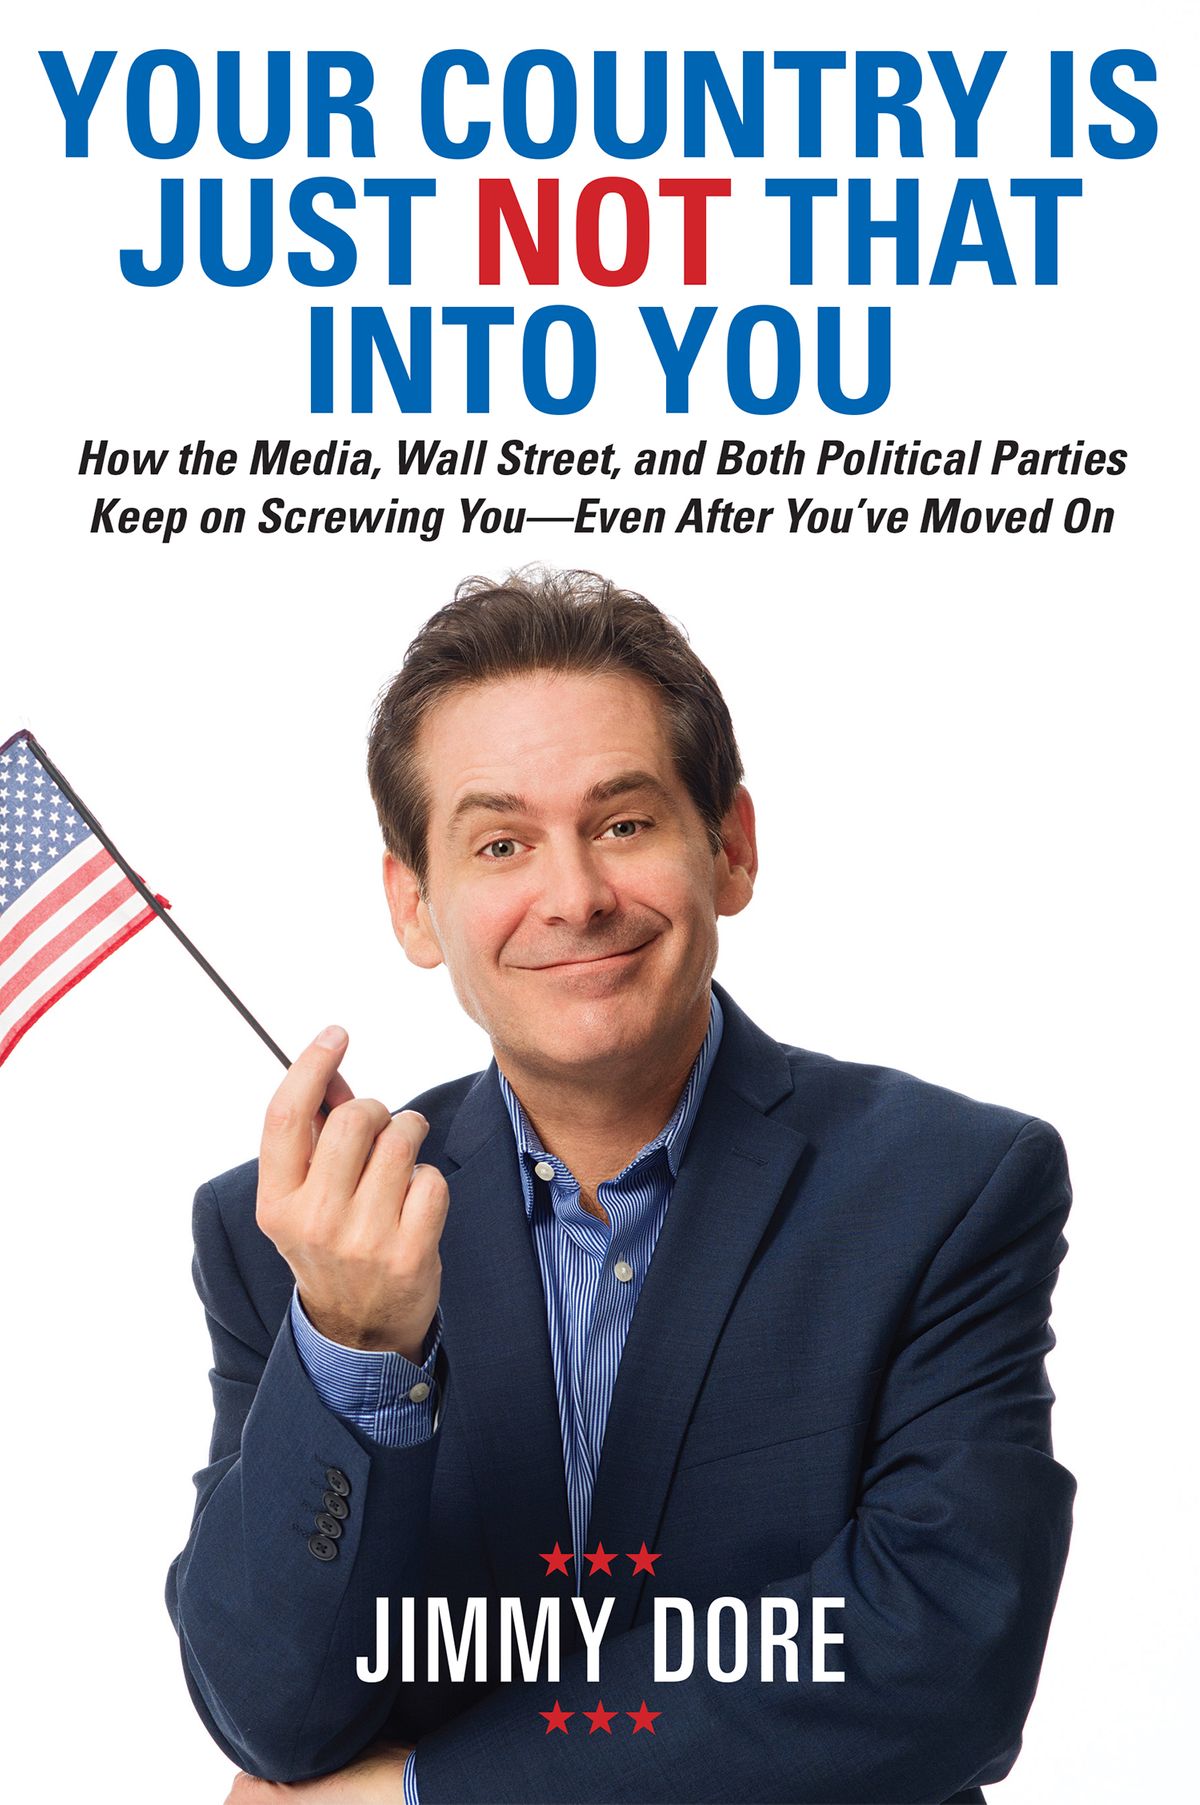 YOUR COUNTRY IS
JUST NOT THAT
INTO YOU
How the Media, Wall Street, and Both Political Parties
Keep on Screwing You—Even After You've Moved On
JIMMY DORE